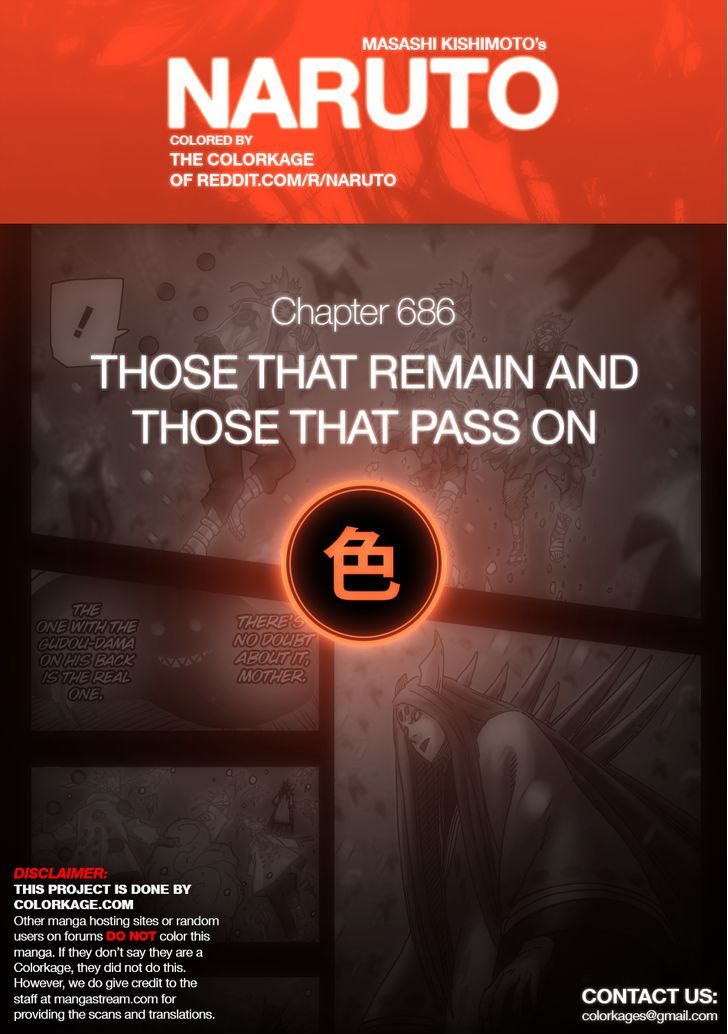 MASASHI KISHIMOTO's
NARUTO
COLORED BY
THE COLORKAGE
OF REDDIT.COM/R/NARUTO
!
Chapter 686
THOSE THAT REMAIN AND
THOSE THAT PASS ON
色
THE
ONE WITH THE
GUDOU-DAMA
ON HIS BACK
IS THE REAL
ONE.
THERE'S
NO DOUBT
ABOUT IT,
MOTHER.
DISCLAIMER:
THIS PROJECT IS DONE BY
COLORKAGE.COM
Other manga hosting sites or random
users on forums DO NOT color this
manga. If they don't say they are a
Colorkage, they did not do this.
However, we do give credit to the
staff at mangastream.com for
providing the scans and translations.
CONTACT US:
colorkages@gmail.com